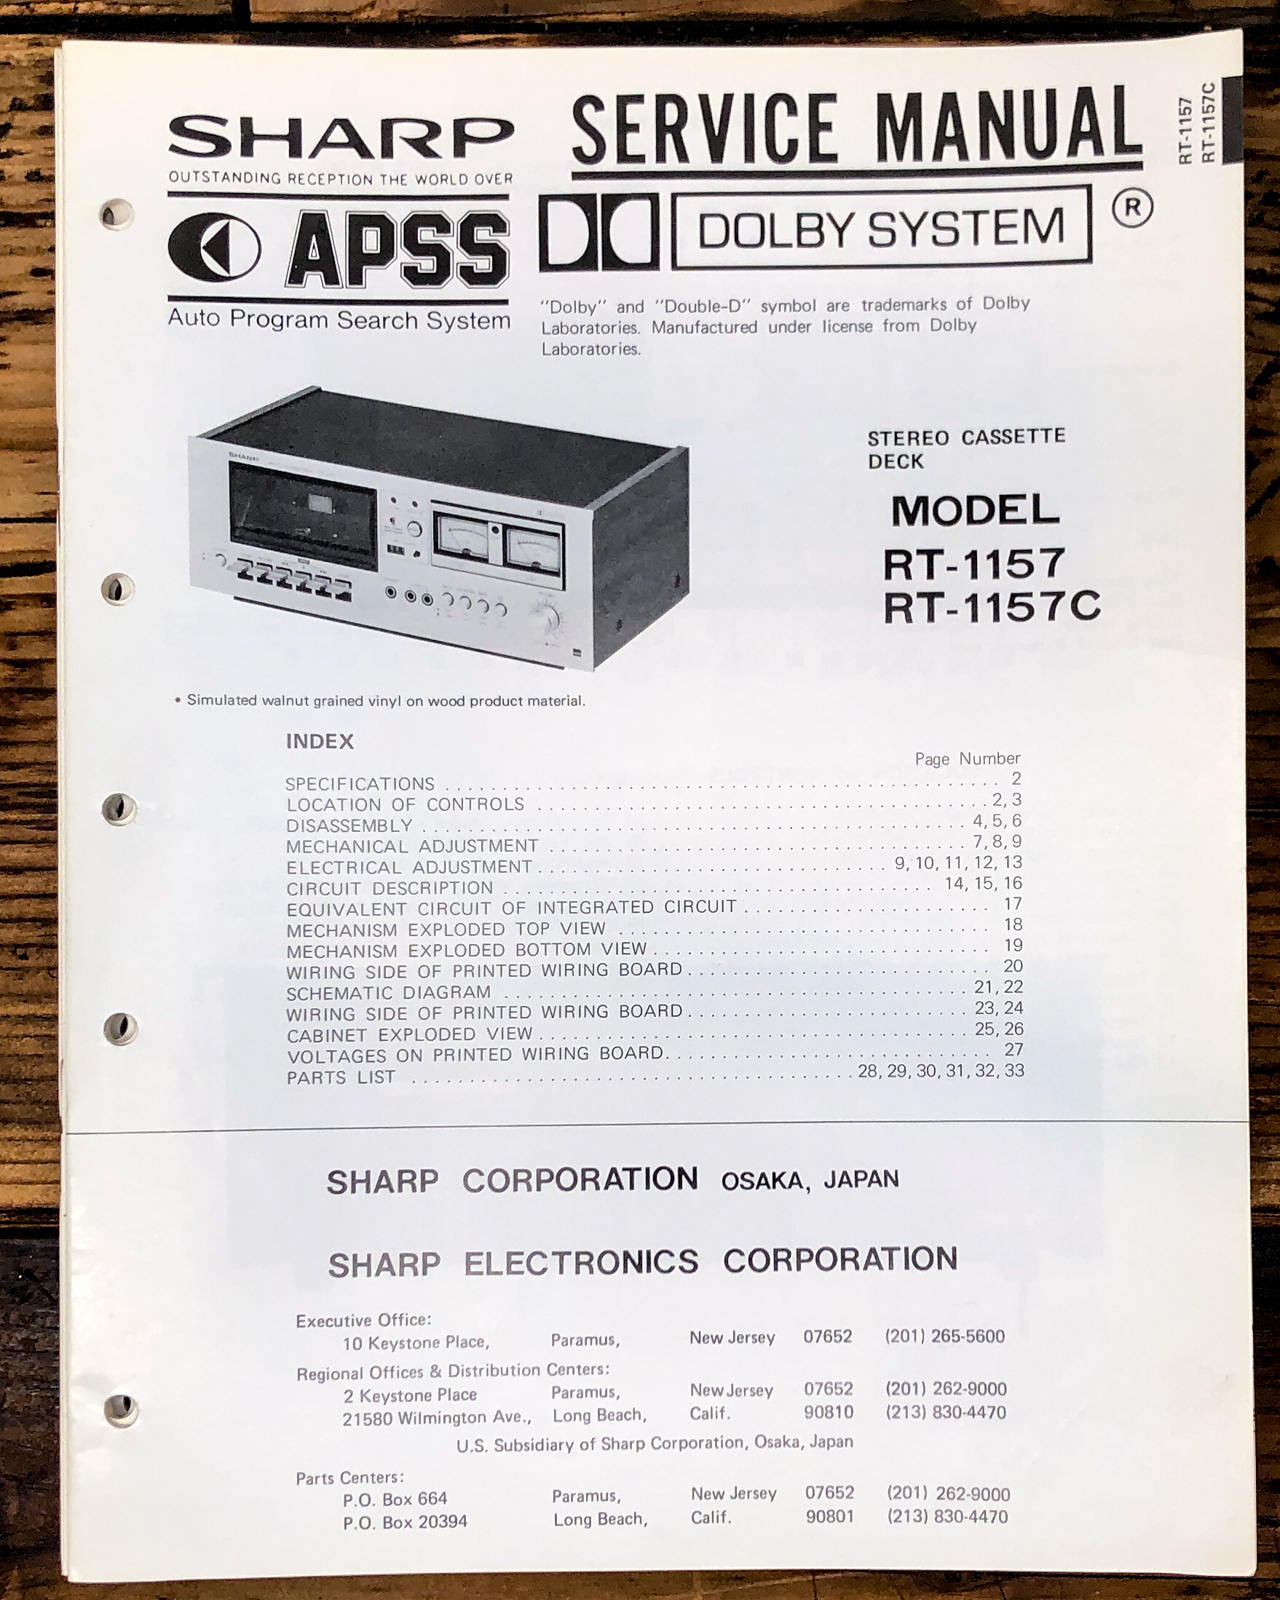 SHARP
OUTSTANDING RECEPTION THE WORLD OVER
APSS
Auto Program Search System
SERVICE MANUAL
DOLBY SYSTEM ®
RT-1157
RT-1157C
"Dolby" and "Double-D" symbol are trademarks of Dolby
Laboratories. Manufactured under license from Dolby
Laboratories.
SHARP
STEREO CASSETTE
DECK
MODEL
RT-1157
RT-1157C
* Simulated walnut grained vinyl on wood product material.
INDEX
Page Number
SPECIFICATIONS . . . . . . . . . . . . . . . . . . . . 2
LOCATION OF CONTROLS . . . . . . . . . . . . . . . . . . . . 2, 3
DISASSEMBLY . . . . . . . . . . . . . . . . . . . . 4, 5, 6
MECHANICAL ADJUSTMENT . . . . . . . . . . . . . . . . . . . . 7, 8, 9
ELECTRICAL ADJUSTMENT . . . . . . . . . . . . . . . . . . . . 9, 10, 11, 12, 13
CIRCUIT DESCRIPTION . . . . . . . . . . . . . . . . . . . . 14, 15, 16
EQUIVALENT CIRCUIT OF INTEGRATED CIRCUIT . . . . . . . . . . . . . . . . . . . . 17
MECHANISM EXPLODED TOP VIEW . . . . . . . . . . . . . . . . . . . . 18
MECHANISM EXPLODED BOTTOM VIEW . . . . . . . . . . . . . . . . . . . . 19
WIRING SIDE OF PRINTED WIRING BOARD . . . . . . . . . . . . . . . . . . . . 20
SCHEMATIC DIAGRAM . . . . . . . . . . . . . . . . . . . . 21, 22
WIRING SIDE OF PRINTED WIRING BOARD . . . . . . . . . . . . . . . . . . . . 23, 24
CABINET EXPLODED VIEW . . . . . . . . . . . . . . . . . . . . 25, 26
VOLTAGES ON PRINTED WIRING BOARD . . . . . . . . . . . . . . . . . . . . 27
PARTS LIST . . . . . . . . . . . . . . . . . . . . 28, 29, 30, 31, 32, 33
SHARP CORPORATION OSAKA, JAPAN
SHARP ELECTRONICS CORPORATION
Executive Office:
10 Keystone Place, Paramus, New Jersey 07652 (201) 265-5600
Regional Offices & Distribution Centers:
2 Keystone Place Paramus, New Jersey 07652 (201) 262-9000
21580 Wilmington Ave., Long Beach, Calif. 90810 (213) 830-4470
U.S. Subsidiary of Sharp Corporation, Osaka, Japan
Parts Centers:
P.O. Box 664 Paramus, New Jersey 07652 (201) 262-9000
P.O. Box 20394 Long Beach, Calif. 90801 (213) 830-4470